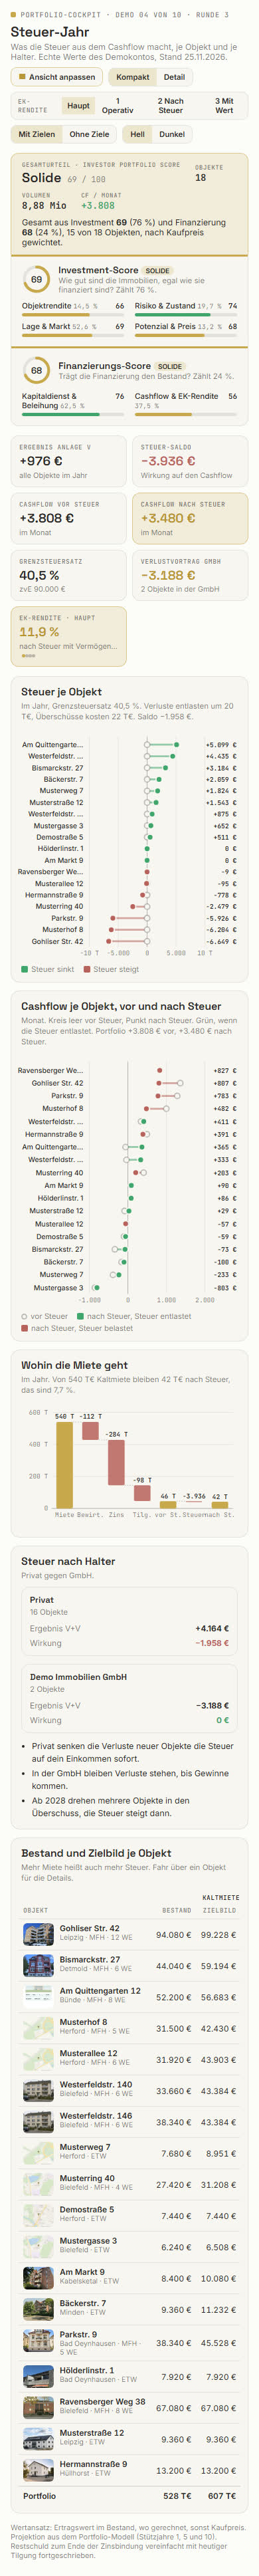 PORTFOLIO-COCKPIT · DEMO 04 VON 10 · RUNDE 3
Steuer-Jahr
Was die Steuer aus dem Cashflow macht, je Objekt und je
Halter. Echte Werte des Demokontos, Stand 25.11.2026.
Ansicht anpassen
Kompakt
Detail
EK-
RENDITE
Haupt
1
Operativ
2 Nach
Steuer
3 Mit
Wert
Mit Zielen
Ohne Ziele
Hell
Dunkel
GESAMTURTEIL · INVESTOR PORTFOLIO SCORE
Solide 69 / 100
OBJEKTE
18
VOLUMEN
8,88 Mio
CF / MONAT
+3.808
Gesamt aus Investment 69 (76 %) und Finanzierung
68 (24 %), 15 von 18 Objekten, nach Kaufpreis
gewichtet.
69
Investment-Score SOLIDE
Wie gut sind die Immobilien, egal wie sie
finanziert sind? Zählt 76 %.
Objektrendite 14,5 % 66
Risiko & Zustand 19,7 % 74
Lage & Markt 52,6 % 69
Potenzial & Preis 13,2 % 68
68
Finanzierungs-Score SOLIDE
Trägt die Finanzierung den Bestand? Zählt 24 %.
Kapitaldienst &
Beleihung 62,5 % 76
Cashflow & EK-Rendite
37,5 % 56
ERGEBNIS ANLAGE V
+976 €
alle Objekte im Jahr
STEUER-SALDO
−3.936 €
Wirkung auf den Cashflow
CASHFLOW VOR STEUER
+3.808 €
im Monat
CASHFLOW NACH STEUER
+3.480 €
im Monat
GRENZSTEUERSATZ
40,5 %
zvE 90.000 €
VERLUSTVORTRAG GMBH
−3.188 €
2 Objekte in der GmbH
EK-RENDITE · HAUPT
11,9 %
nach Steuer mit Vermögen...
Steuer je Objekt
Im Jahr, Grenzsteuersatz 40,5 %. Verluste entlasten um 20
T€, Überschüsse kosten 22 T€. Saldo −1.958 €.
Am Quittengarte… +5.099 €
Westerfeldstr. … +4.435 €
Bismarckstr. 27 +3.184 €
Bäckerstr. 7 +2.059 €
Musterweg 7 +1.824 €
Musterstraße 12 +1.543 €
Westerfeldstr. … +875 €
Mustergasse 3 +652 €
Demostraße 5 +511 €
Hölderlinstr. 1 0 €
Am Markt 9 0 €
Ravensberger We… -9 €
Musterallee 12 -95 €
Hermannstraße 9 -778 €
Musterring 40 -2.479 €
Parkstr. 9 -5.926 €
Musterhof 8 -6.204 €
Gohliser Str. 42 -6.649 €
-10 T -5.000 0 5.000 10 T
Steuer sinkt
Steuer steigt
Cashflow je Objekt, vor und nach Steuer
Monat. Kreis leer vor Steuer, Punkt nach Steuer. Grün, wenn
die Steuer entlastet. Portfolio +3.808 € vor, +3.480 € nach
Steuer.
Ravensberger We… +827 €
Gohliser Str. 42 +807 €
Parkstr. 9 +783 €
Musterhof 8 +482 €
Westerfeldstr. … +411 €
Hermannstraße 9 +391 €
Am Quittengarte… +365 €
Westerfeldstr. … +333 €
Musterring 40 +203 €
Am Markt 9 +90 €
Hölderlinstr. 1 +86 €
Musterstraße 12 +29 €
Musterallee 12 -57 €
Demostraße 5 -59 €
Bismarckstr. 27 -73 €
Bäckerstr. 7 -100 €
Musterweg 7 -233 €
Mustergasse 3 -803 €
-1.000 0 1.000 2.000
vor Steuer
nach Steuer, Steuer entlastet
nach Steuer, Steuer belastet
Wohin die Miete geht
Im Jahr. Von 540 T€ Kaltmiete bleiben 42 T€ nach Steuer,
das sind 7,7 %.
600 T
400 T
200 T
0
540 T -112 T -284 T -98 T 46 T -3.936 42 T
Miete Bewirt. Zins Tilg. vor St. Steuer nach St.
Steuer nach Halter
Privat gegen GmbH.
Privat
16 Objekte
Ergebnis V+V +4.164 €
Wirkung −1.958 €
Demo Immobilien GmbH
2 Objekte
Ergebnis V+V −3.188 €
Wirkung 0 €
• Privat senken die Verluste neuer Objekte die Steuer
auf dein Einkommen sofort.
• In der GmbH bleiben Verluste stehen, bis Gewinne
kommen.
• Ab 2028 drehen mehrere Objekte in den
Überschuss, die Steuer steigt dann.
Bestand und Zielbild je Objekt
Mehr Miete heißt auch mehr Steuer. Fahr über ein Objekt
für die Details.
KALTMIETE
OBJEKT BESTAND ZIELBILD
Gohliser Str. 42 94.080 € 99.228 €
Leipzig · MFH · 12 WE
Bismarckstr. 27 44.040 € 59.194 €
Detmold · MFH · 6 WE
Am Quittengarten 12 52.200 € 56.683 €
Bünde · MFH · 8 WE
Musterhof 8 31.500 € 42.430 €
Herford · MFH · 5 WE
Musterallee 12 31.920 € 43.903 €
Herford · MFH · 6 WE
Westerfeldstr. 140 33.660 € 43.384 €
Bielefeld · MFH · 6 WE
Westerfeldstr. 146 38.340 € 43.384 €
Bielefeld · MFH · 6 WE
Musterweg 7 7.680 € 8.951 €
Herford · ETW
Musterring 40 27.420 € 31.208 €
Bielefeld · MFH · 4 WE
Demostraße 5 7.440 € 7.440 €
Herford · ETW
Mustergasse 3 6.240 € 6.508 €
Bielefeld · ETW
Am Markt 9 8.400 € 10.080 €
Kabelsketal · ETW
Bäckerstr. 7 9.360 € 11.232 €
Minden · ETW
Parkstr. 9 38.340 € 45.528 €
Bad Oeynhausen · MFH ·
5 WE
Hölderlinstr. 1 7.920 € 7.920 €
Bad Oeynhausen · ETW
Ravensberger Weg 38 67.080 € 67.080 €
Bielefeld · MFH · 8 WE
Musterstraße 12 9.360 € 9.360 €
Leipzig · ETW
Hermannstraße 9 13.200 € 13.200 €
Hüllhorst · ETW
Portfolio 528 T€ 607 T€
Wertansatz: Ertragswert im Bestand, wo gerechnet, sonst Kaufpreis.
Projektion aus dem Portfolio-Modell (Stützjahre 1, 5 und 10).
Restschuld zum Ende der Zinsbindung vereinfacht mit heutiger
Tilgung fortgeschrieben.